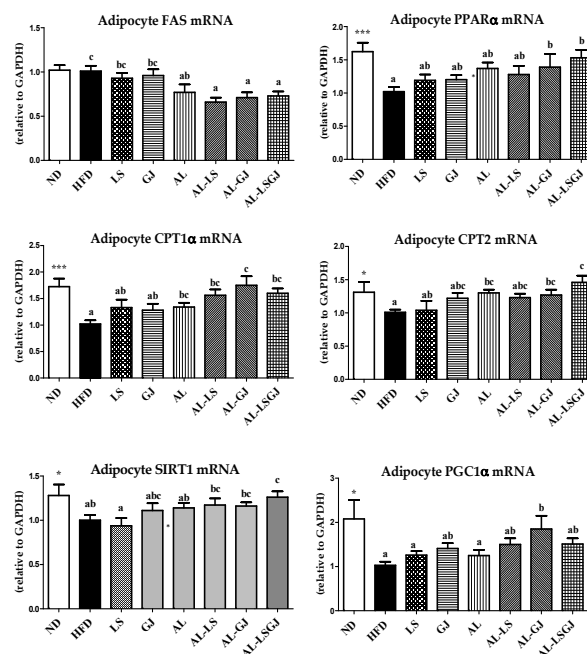 Adipocyte FAS mRNA
(relative to GAPDH)
1.5
1.0
0.5
0.0
c
bc
bc
ab
a
a
a
ND
HFD
LS
GJ
AL
AL-LS
AL-GJ
AL-LSGJ
Adipocyte PPARα mRNA
(relative to GAPDH)
2.0
1.5
1.0
0.5
0.0
***
a
ab
ab
*
ab
ab
b
b
ND
HFD
LS
GJ
AL
AL-LS
AL-GJ
AL-LSGJ
Adipocyte CPT1α mRNA
(relative to GAPDH)
2.0
1.5
1.0
0.5
0.0
***
a
ab
ab
bc
bc
c
bc
ND
HFD
LS
GJ
AL
AL-LS
AL-GJ
AL-LSGJ
Adipocyte CPT2 mRNA
(relative to GAPDH)
2.0
1.5
1.0
0.5
0.0
*
a
ab
abc
bc
abc
abc
c
ND
HFD
LS
GJ
AL
AL-LS
AL-GJ
AL-LSGJ
Adipocyte SIRT1 mRNA
(relative to GAPDH)
1.5
1.0
0.5
0.0
*
ab
a
abc
*
ab
bc
abc
c
ND
HFD
LS
GJ
AL
AL-LS
AL-GJ
AL-LSGJ
Adipocyte PGC1α mRNA
(relative to GAPDH)
2
1
0
*
a
ab
ab
a
ab
b
ab
ND
HFD
LS
GJ
AL
AL-LS
AL-GJ
AL-LSGJ